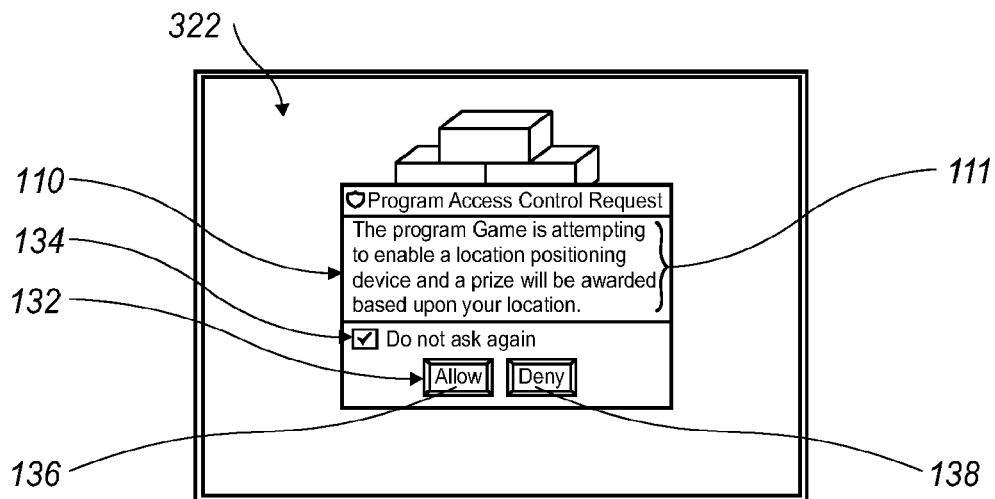 322
110
Program Access Control Request
111
The program Game is attempting
134
to enable a location positioning
device and a prize will be awarded
132
based upon your location.
Do not ask again
Allow Deny
136
138